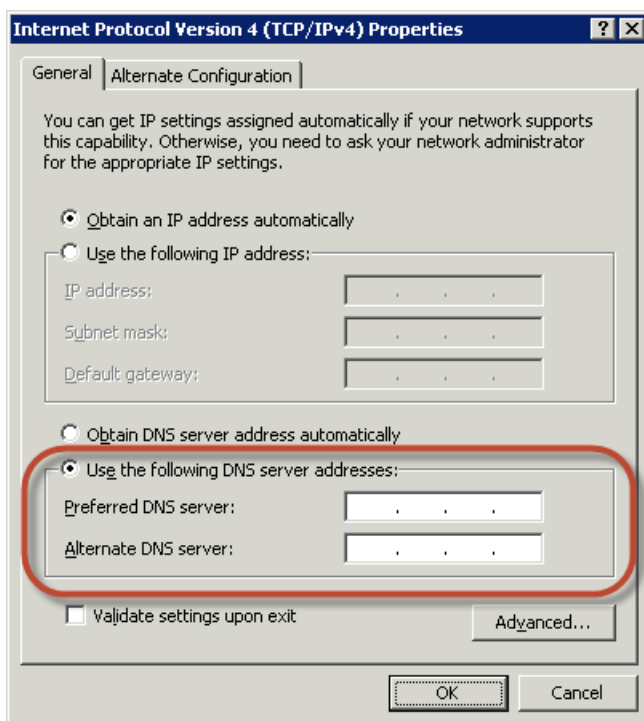 Internet Protocol Version 4 (TCP/IPv4) Properties
General
Alternate Configuration
You can get IP settings assigned automatically if your network supports
this capability. Otherwise, you need to ask your network administrator
for the appropriate IP settings.
Obtain an IP address automatically
Use the following IP address:
IP address:
Subnet mask:
Default gateway:
Obtain DNS server address automatically
Use the following DNS server addresses:
Preferred DNS server:
Alternate DNS server:
Validate settings upon exit
Advanced...
OK
Cancel